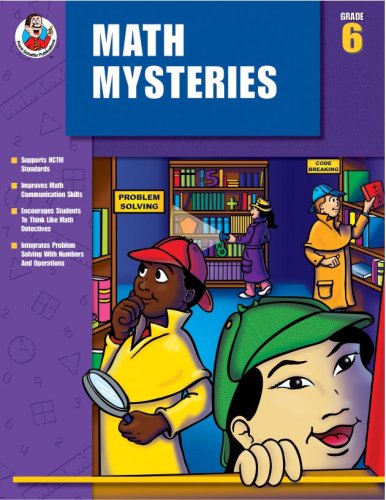 GRADE
6
MATH
MYSTERIES
Supports NCTM
Standards
Improves Math
Communication Skills
Encourages Students
To Think Like Math
Detectives
Integrates Problem
Solving With Numbers
And Operations
CODE
BREAKING
PROBLEM
SOLVING